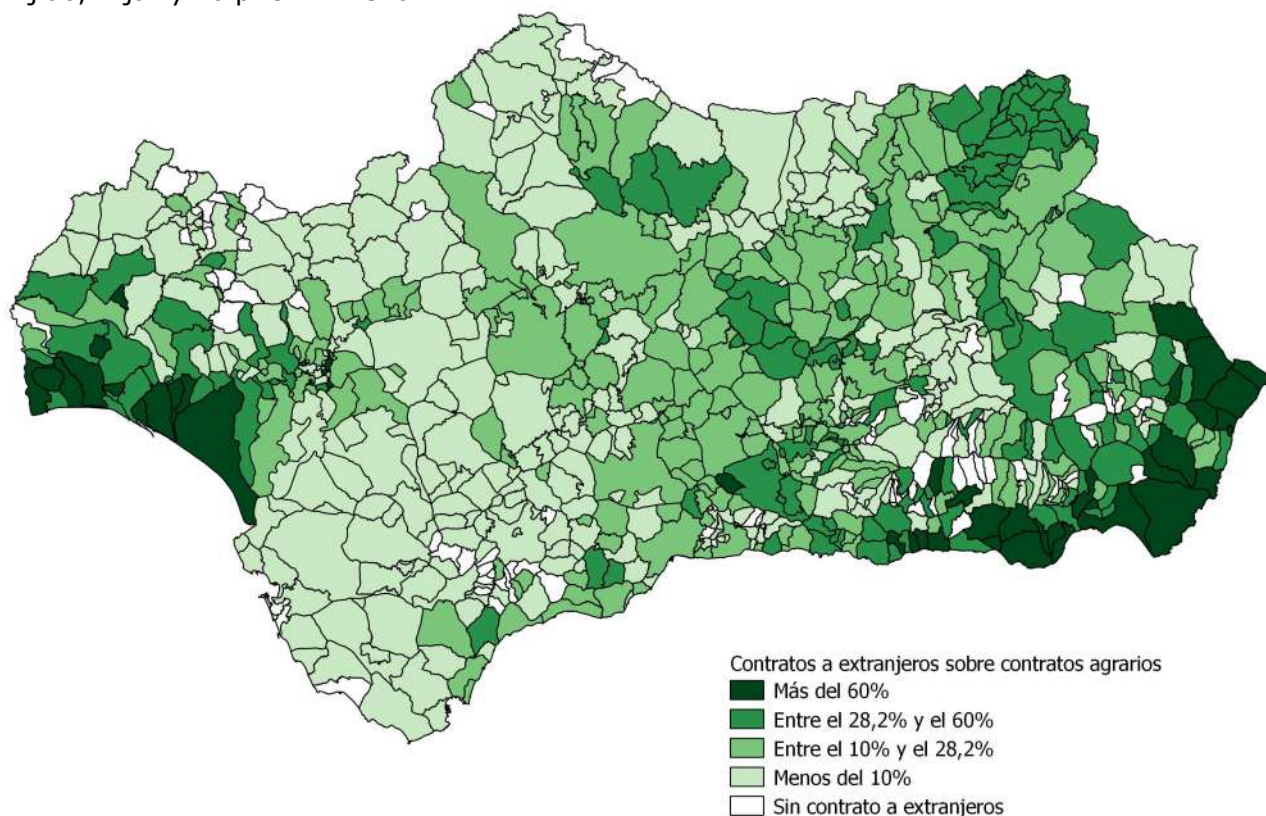 Contratos a extranjeros sobre contratos agrarios
Más del 60%
Entre el 28,2% y el 60%
Entre el 10% y el 28,2%
Menos del 10%
Sin contrato a extranjeros